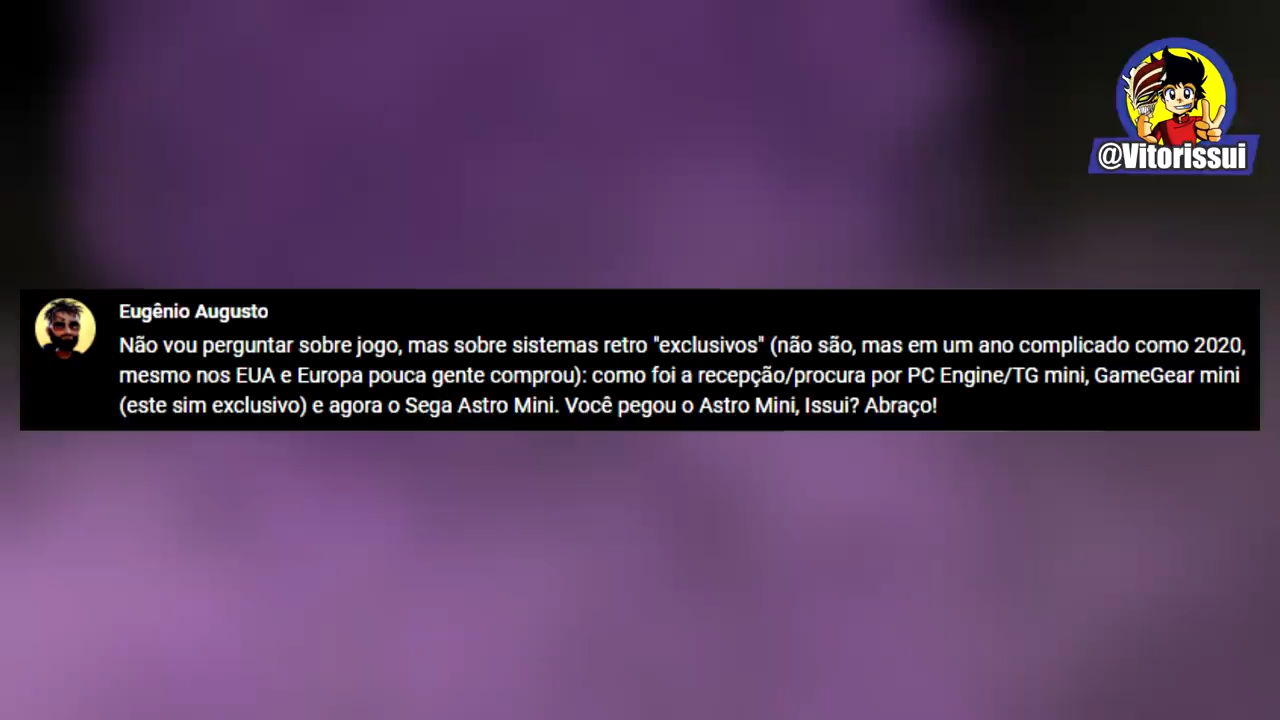 @Vitorissui
Eugênio Augusto
Não vou perguntar sobre jogo, mas sobre sistemas retro "exclusivos" (não são, mas em um ano complicado como 2020,
mesmo nos EUA e Europa pouca gente comprou): como foi a recepção/procura por PC Engine/TG mini, GameGear mini
(este sim exclusivo) e agora o Sega Astro Mini. Você pegou o Astro Mini, Issui? Abraço!